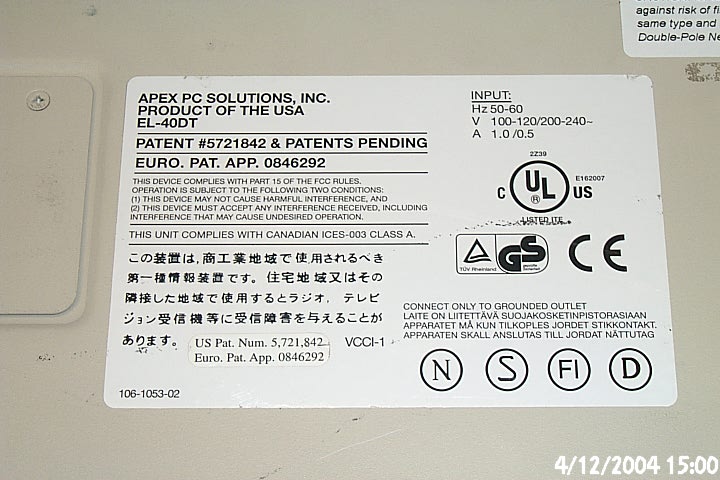 against risk of fi
same type and
Double-Pole Ne
APEX PC SOLUTIONS, INC.
PRODUCT OF THE USA
EL-40DT
PATENT #5721842 & PATENTS PENDING
EURO. PAT. APP. 0846292
THIS DEVICE COMPLIES WITH PART 15 OF THE FCC RULES.
OPERATION IS SUBJECT TO THE FOLLOWING TWO CONDITIONS:
(1) THIS DEVICE MAY NOT CAUSE HARMFUL INTERFERENCE, AND
(2) THIS DEVICE MUST ACCEPT ANY INTERFERENCE RECEIVED, INCLUDING
INTERFERENCE THAT MAY CAUSE UNDESIRED OPERATION.
THIS UNIT COMPLIES WITH CANADIAN ICES-003 CLASS A.
この装置は,商工業地域で使用されるべき
第一種情報装置です。住宅地域又はその
隣接した地域で使用するとラジオ, テレビ
ジョン受信機等に受信障害を与えることが
あります。
US Pat. Num. 5,721,842
Euro. Pat. App. 0846292
VCCI-1
106-1053-02
INPUT:
Hz 50-60
V 100-120/200-240~
A 1.0/0.5
2Z39
E162007
C UL ® US
LISTED ITE
TÜV Rheinland
GS
geprüfte
Sicherheit
CE
CONNECT ONLY TO GROUNDED OUTLET
LAITE ON LIITETTÄVÄ SUOJAKOSKETINPISTORASIAAN
APPARATET MÅ KUN TILKOPLES JORDET STIKKONTAKT.
APPARATEN SKALL ANSLUTAS TILL JORDAT NÄTTUTAG
N S FI D
4/12/2004 15:00